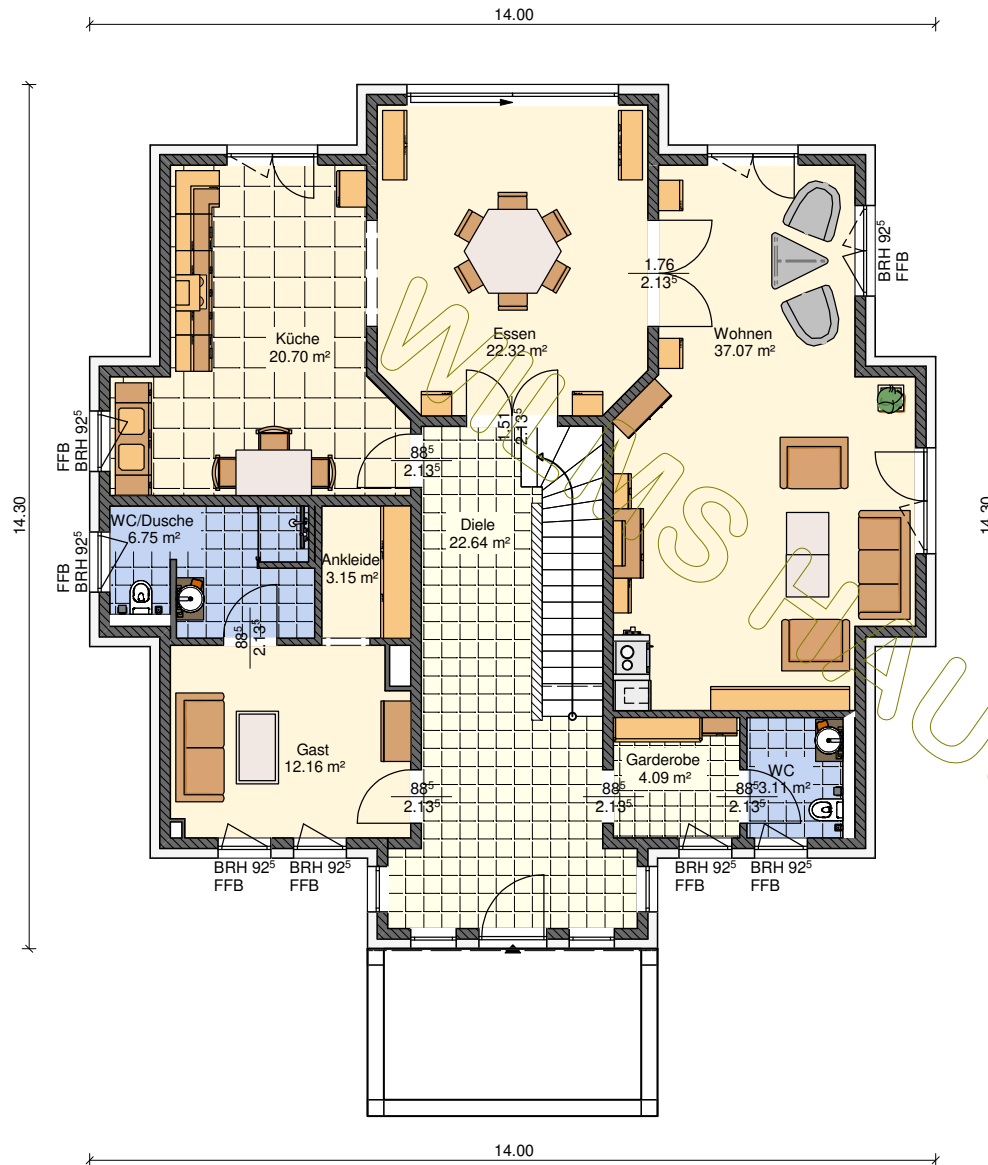 14.00
1.76
2.13⁵
BRH 92⁵
FFB
Küche
20.70 m²
Essen
22.32 m²
Wohnen
37.07 m²
1.51
2.13⁵
FFB
BRH 92⁵
88⁵
2.13⁵
14.30
14.30
WC/Dusche
6.75 m²
Diele
22.64 m²
Ankleide
3.15 m²
FFB
BRH 92⁵
88⁵
2.13⁵
WILLMS HAU
Gast
12.16 m²
Garderobe
4.09 m²
WC
3.11 m²
88⁵
2.13⁵
88⁵
2.13⁵
88⁵
2.13⁵
BRH 92⁵
FFB
BRH 92⁵
FFB
BRH 92⁵
FFB
BRH 92⁵
FFB
14.00